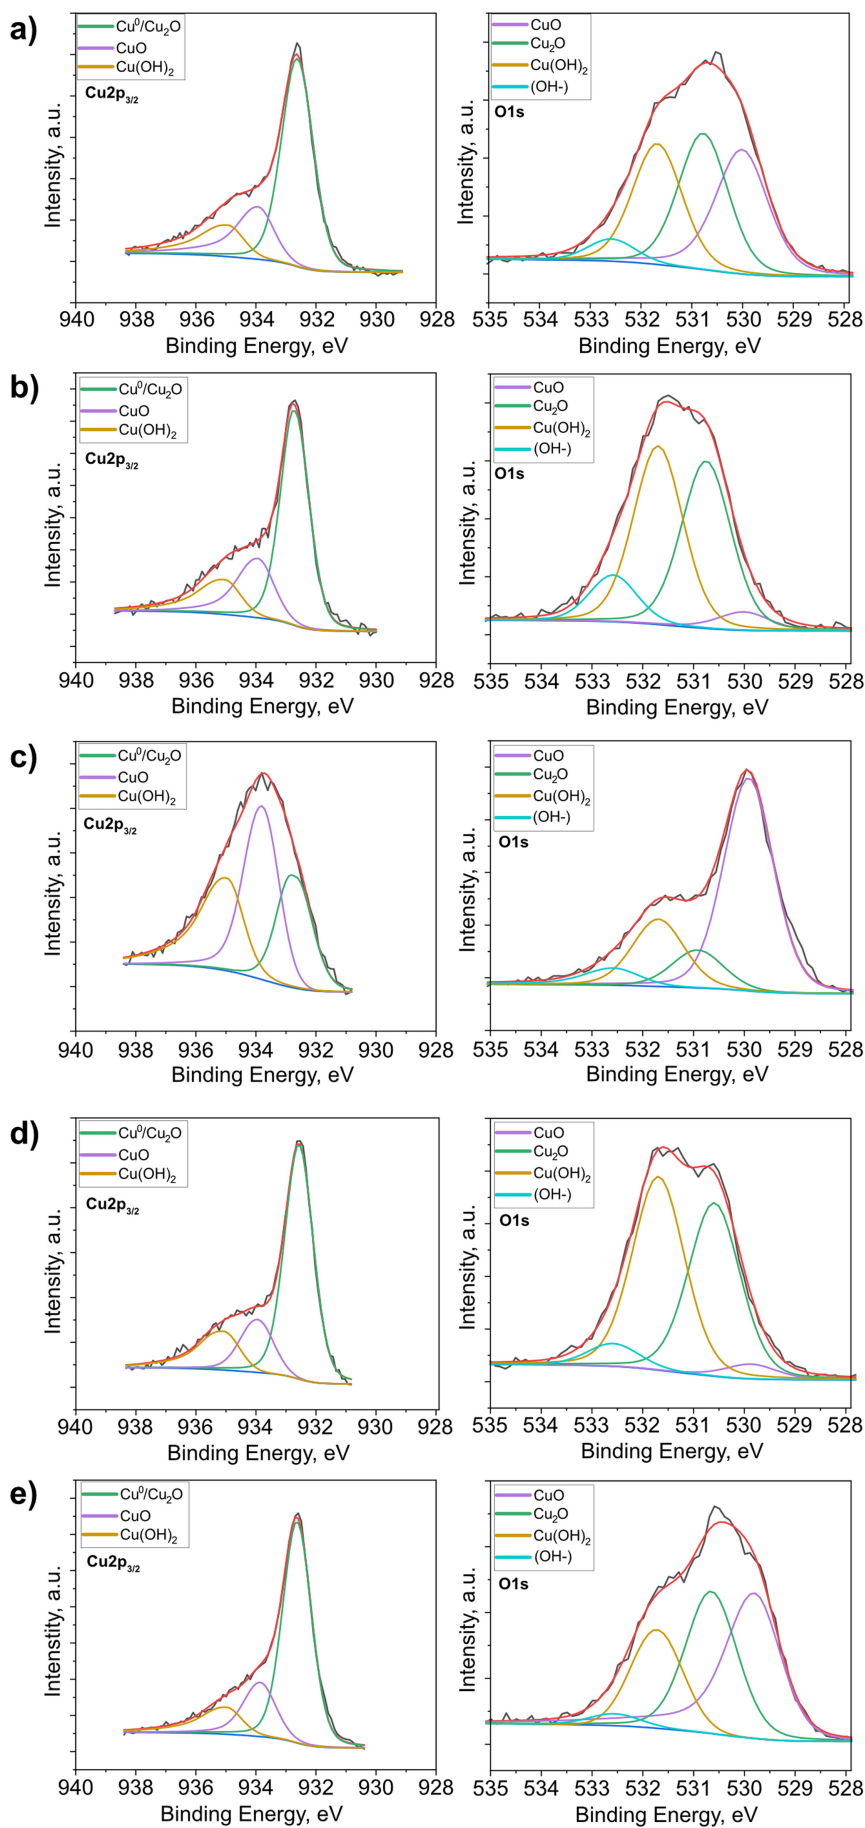 a)
Cu⁰/Cu₂O
CuO
Cu(OH)₂
Cu2p₃/₂
Intensity, a.u.
940 938 936 934 932 930 928
Binding Energy, eV
CuO
Cu₂O
Cu(OH)₂
(OH-)
O1s
Intensity, a.u.
535 534 533 532 531 530 529 528
Binding Energy, eV
b)
Cu⁰/Cu₂O
CuO
Cu(OH)₂
Cu2p₃/₂
Intensity, a.u.
940 938 936 934 932 930 928
Binding Energy, eV
CuO
Cu₂O
Cu(OH)₂
(OH-)
O1s
Intensity, a.u.
535 534 533 532 531 530 529 528
Binding Energy, eV
c)
Cu⁰/Cu₂O
CuO
Cu(OH)₂
Cu2p₃/₂
Intensity, a.u.
940 938 936 934 932 930 928
Binding Energy, eV
CuO
Cu₂O
Cu(OH)₂
(OH-)
O1s
Intensity, a.u.
535 534 533 532 531 530 529 528
Binding Energy, eV
d)
Cu⁰/Cu₂O
CuO
Cu(OH)₂
Cu2p₃/₂
Intensity, a.u.
940 938 936 934 932 930 928
Binding Energy, eV
CuO
Cu₂O
Cu(OH)₂
(OH-)
O1s
Intensity, a.u.
535 534 533 532 531 530 529 528
Binding Energy, eV
e)
Cu⁰/Cu₂O
CuO
Cu(OH)₂
Cu2p₃/₂
Intenstity, a.u.
940 938 936 934 932 930 928
Binding Energy, eV
CuO
Cu₂O
Cu(OH)₂
(OH-)
O1s
Intensity, a.u.
535 534 533 532 531 530 529 528
Binding Energy, eV